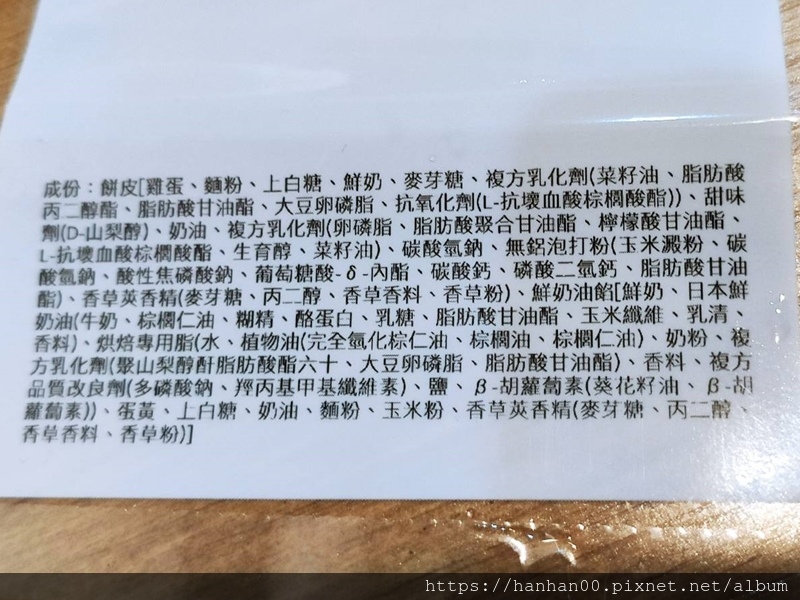 成份：餅皮[雞蛋、麵粉、上白糖、鮮奶、麥芽糖、複方乳化劑(菜籽油、脂肪酸
丙二醇酯、脂肪酸甘油酯、大豆卵磷脂、抗氧化劑(L-抗壞血酸棕櫚酸酯))、甜味
劑(D-山梨醇)、奶油、複方乳化劑(卵磷脂、脂肪酸聚合甘油酯、檸檬酸甘油酯、
L-抗壞血酸棕櫚酸酯、生育醇、菜籽油)、碳酸氫鈉、無鋁泡打粉(玉米澱粉、碳
酸氫鈉、酸性焦磷酸鈉、葡萄糖酸-δ-內酯、碳酸鈣、磷酸二氫鈣、脂肪酸甘油
酯)、香草莢香精(麥芽糖、丙二醇、香草香料、香草粉)、鮮奶油餡[鮮奶、日本鮮
奶油(牛奶、棕櫚仁油、糊精、酪蛋白、乳糖、脂肪酸甘油酯、玉米纖維、乳清、
香料)、烘焙專用脂(水、植物油(完全氫化棕仁油、棕櫚油、棕櫚仁油)、奶粉、複
方乳化劑(聚山梨醇酐脂肪酸酯六十、大豆卵磷脂、脂肪酸甘油酯)、香料、複方
品質改良劑(多磷酸鈉、羥丙基甲基纖維素)、鹽、β-胡蘿蔔素(葵花籽油、β-胡
蘿蔔素))、蛋黃、上白糖、奶油、麵粉、玉米粉、香草莢香精(麥芽糖、丙二醇、
香草香料、香草粉)]
https://hanhan00.pixnet.net/album